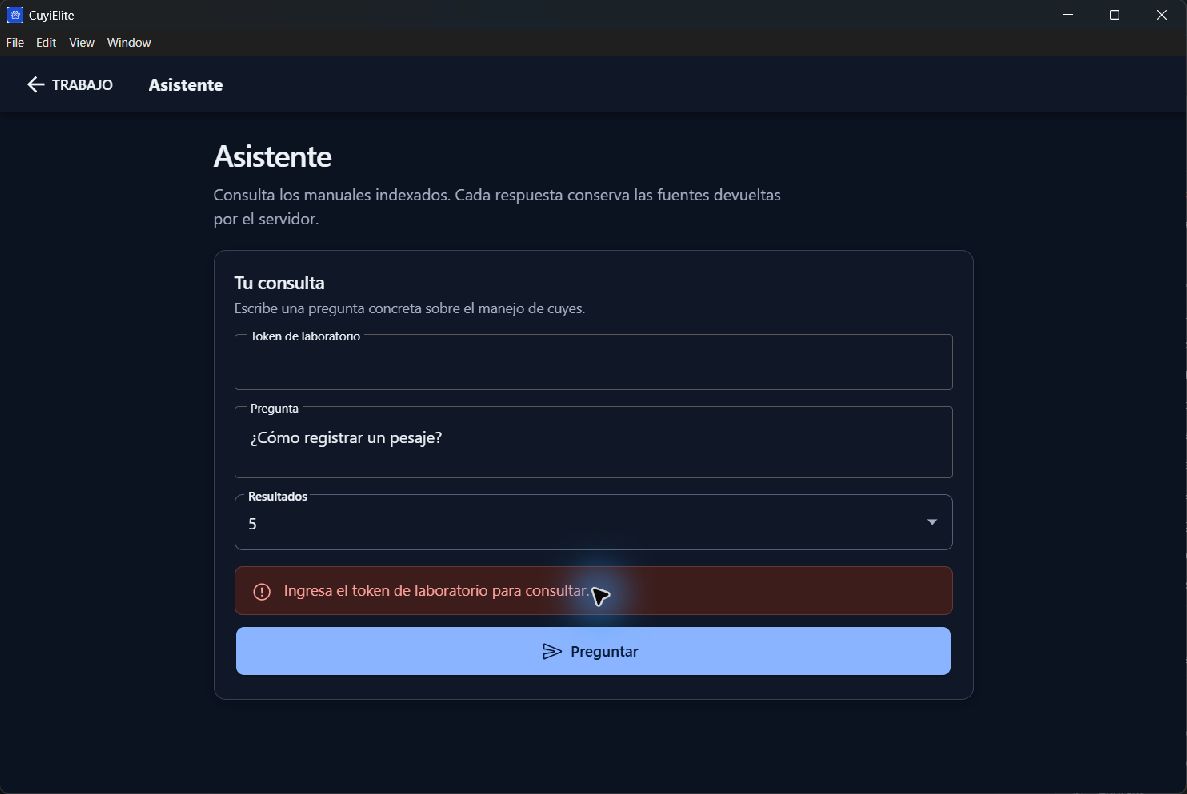 CuyiElite
File Edit View Window
TRABAJO Asistente
Asistente
Consulta los manuales indexados. Cada respuesta conserva las fuentes devueltas
por el servidor.
Tu consulta
Escribe una pregunta concreta sobre el manejo de cuyes.
Token de laboratorio
Pregunta
¿Cómo registrar un pesaje?
Resultados
5
Ingresa el token de laboratorio para consultar.
Preguntar